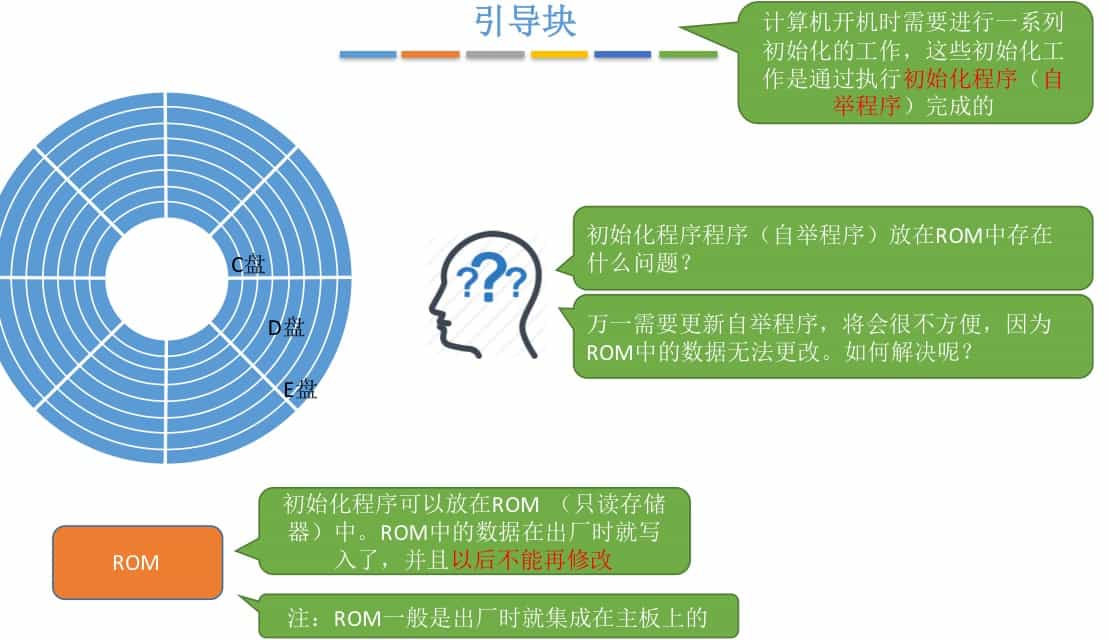 引导块
计算机开机时需要进行一系列
初始化的工作，这些初始化工
作是通过执行初始化程序（自
举程序）完成的
C盘
D盘
E盘
???
初始化程序程序（自举程序）放在ROM中存在
什么问题？
万一需要更新自举程序，将会很不方便，因为
ROM中的数据无法更改。如何解决呢？
初始化程序可以放在ROM （只读存储
器）中。ROM中的数据在出厂时就写
入了，并且以后不能再修改
ROM
注：ROM一般是出厂时就集成在主板上的